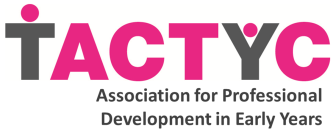 TACTYC
Association for Professional
Development in Early Years